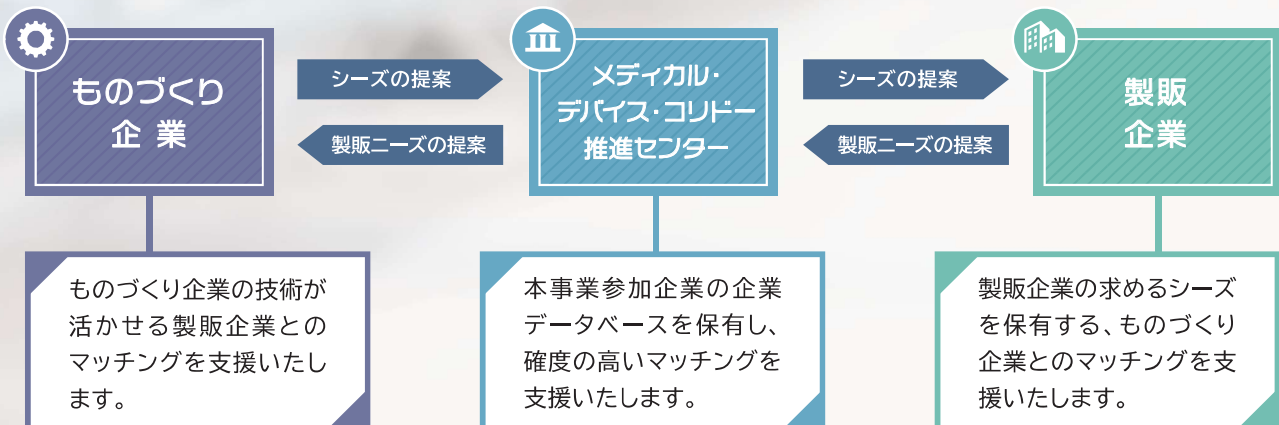 ものづくり
企業
シーズの提案
製販ニーズの提案
メディカル・
デバイス・コリドー
推進センター
シーズの提案
製販ニーズの提案
製販
企業
ものづくり企業の技術が
活かせる製販企業との
マッチングを支援いたし
ます。
本事業参加企業の企業
データベースを保有し、
確度の高いマッチングを
支援いたします。
製販企業の求めるシーズ
を保有する、ものづくり
企業とのマッチングを支
援いたします。